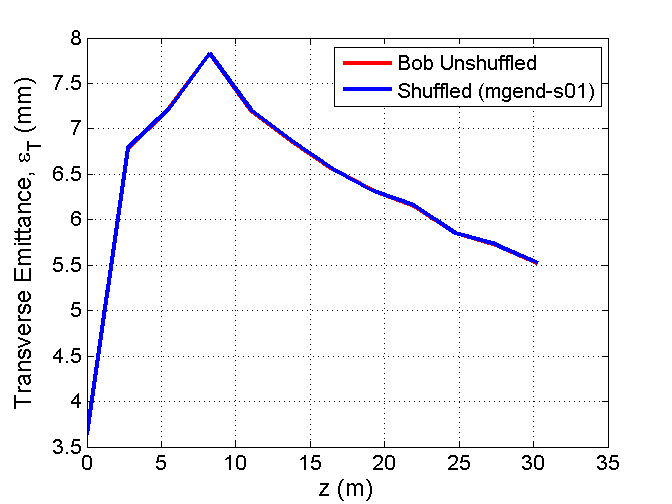 Bob Unshuffled
Shuffled (mgend-s01)
Transverse Emittance, ε_T (mm)
8
7.5
7
6.5
6
5.5
5
4.5
4
3.5
0 5 10 15 20 25 30 35
z (m)